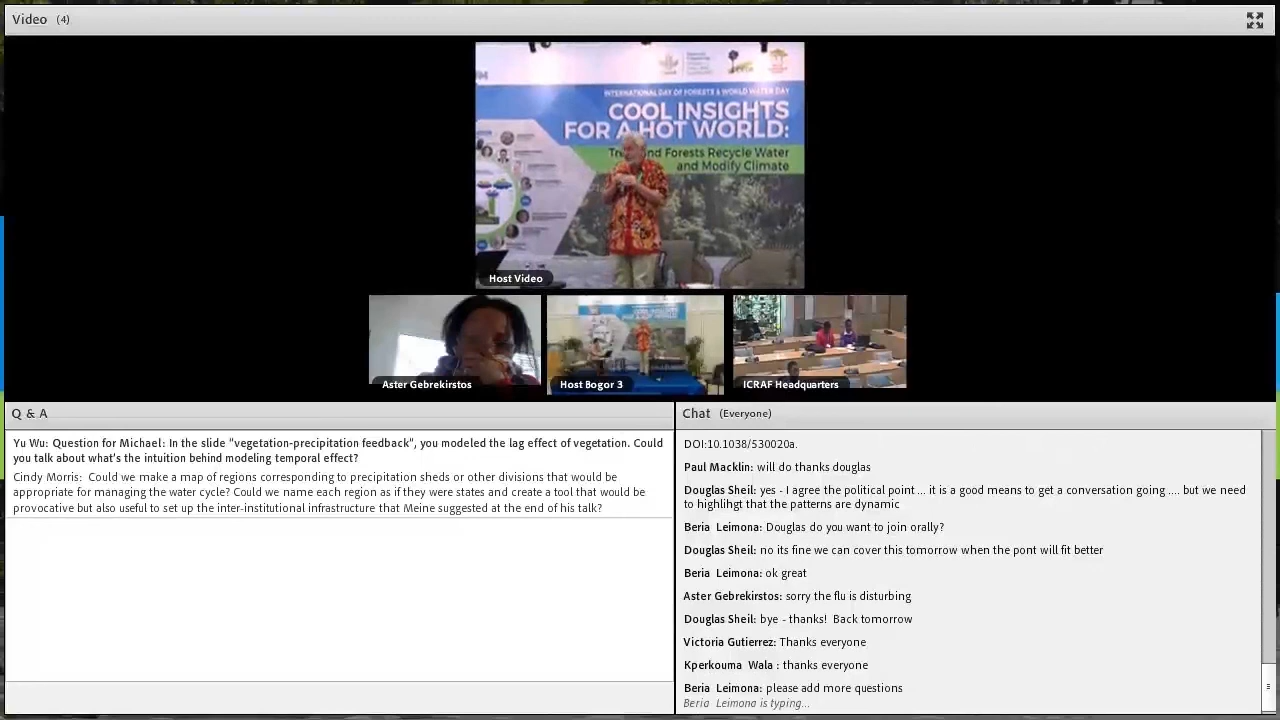 Video (4)
INTERNATIONAL DAY OF FORESTS & WORLD WATER DAY
COOL INSIGHTS
FOR A HOT WORLD:
and Forests Recycle Water
and Modify Climate
Host Video
COOL INSIGHTS
Aster Gebrekirstos
Host Bogor 3
ICRAF Headquarters
Q & A
Yu Wu: Question for Michael: In the slide "vegetation-precipitation feedback", you modeled the lag effect of vegetation. Could
you talk about what's the intuition behind modeling temporal effect?
Cindy Morris: Could we make a map of regions corresponding to precipitation sheds or other divisions that would be
appropriate for managing the water cycle? Could we name each region as if they were states and create a tool that would be
provocative but also useful to set up the inter-institutional infrastructure that Meine suggested at the end of his talk?
Chat (Everyone)
DOI:10.1038/530020a.
Paul Macklin: will do thanks douglas
Douglas Sheil: yes - I agree the political point ... it is a good means to get a conversation going .... but we need
to highlihgt that the patterns are dynamic
Beria Leimona: Douglas do you want to join orally?
Douglas Sheil: no its fine we can cover this tomorrow when the pont will fit better
Beria Leimona: ok great
Aster Gebrekirstos: sorry the flu is disturbing
Douglas Sheil: bye - thanks! Back tomorrow
Victoria Gutierrez: Thanks everyone
Kperkouma Wala : thanks everyone
Beria Leimona: please add more questions
Beria Leimona is typing...